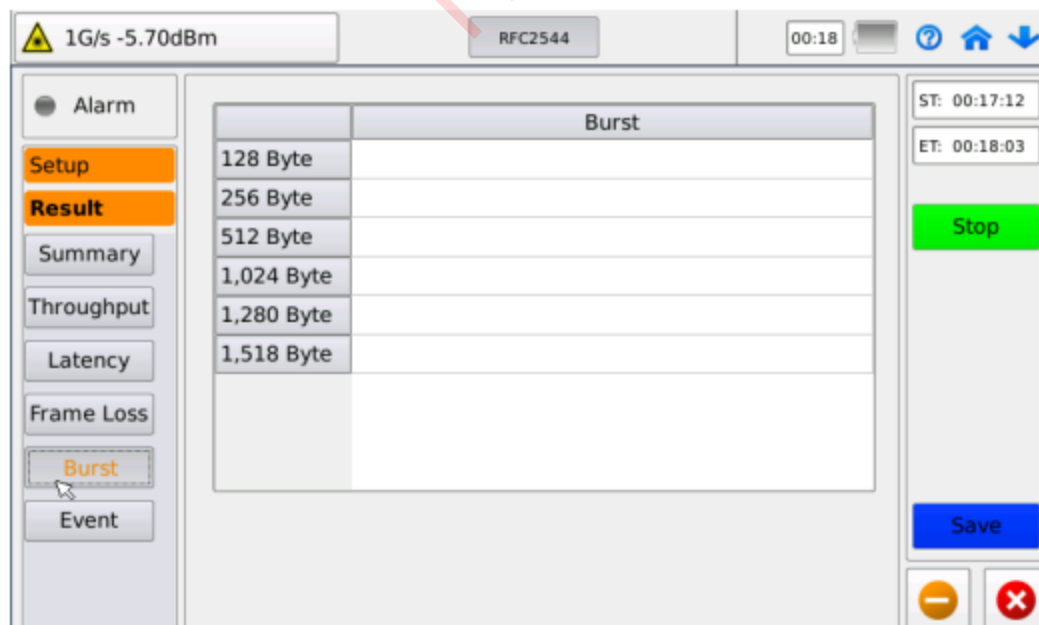 1G/s -5.70dBm
RFC2544
00:18
Alarm
Setup
Result
Summary
Throughput
Latency
Frame Loss
Burst
Event
Burst
128 Byte
256 Byte
512 Byte
1,024 Byte
1,280 Byte
1,518 Byte
ST: 00:17:12
ET: 00:18:03
Stop
Save